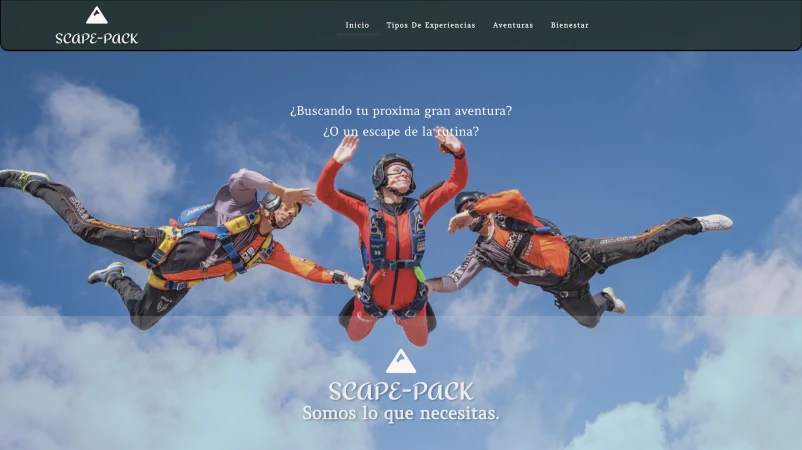 SCAPE-PACK
Inicio Tipos De Experiencias Aventuras Bienestar
¿Buscando tu proxima gran aventura?
¿O un escape de la rutina?
SCAPE-PACK
Somos lo que necesitas.